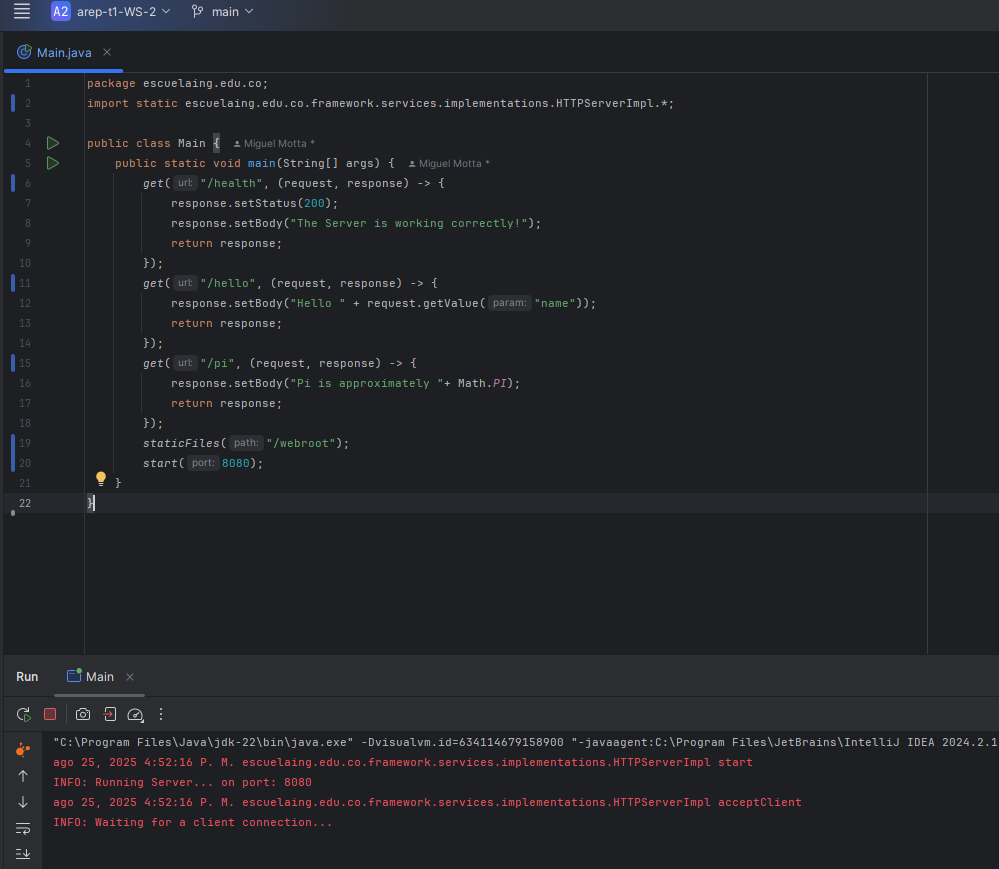 A2 arep-t1-WS-2 main
Main.java
1 package escuelaing.edu.co;
2 import static escuelaing.edu.co.framework.services.implementations.HTTPServerImpl.*;
3
4 public class Main { Miguel Motta *
5 public static void main(String[] args) { Miguel Motta *
6 get( url: "/health", (request, response) -> {
7 response.setStatus(200);
8 response.setBody("The Server is working correctly!");
9 return response;
10 });
11 get( url: "/hello", (request, response) -> {
12 response.setBody("Hello " + request.getValue( param: "name"));
13 return response;
14 });
15 get( url: "/pi", (request, response) -> {
16 response.setBody("Pi is approximately "+ Math.PI);
17 return response;
18 });
19 staticFiles( path: "/webroot");
20 start( port: 8080);
21 }
22 }
Run Main
"C:\Program Files\Java\jdk-22\bin\java.exe" -Dvisualvm.id=634114679158900 "-javaagent:C:\Program Files\JetBrains\IntelliJ IDEA 2024.2.1
ago 25, 2025 4:52:16 P. M. escuelaing.edu.co.framework.services.implementations.HTTPServerImpl start
INFO: Running Server... on port: 8080
ago 25, 2025 4:52:16 P. M. escuelaing.edu.co.framework.services.implementations.HTTPServerImpl acceptClient
INFO: Waiting for a client connection...